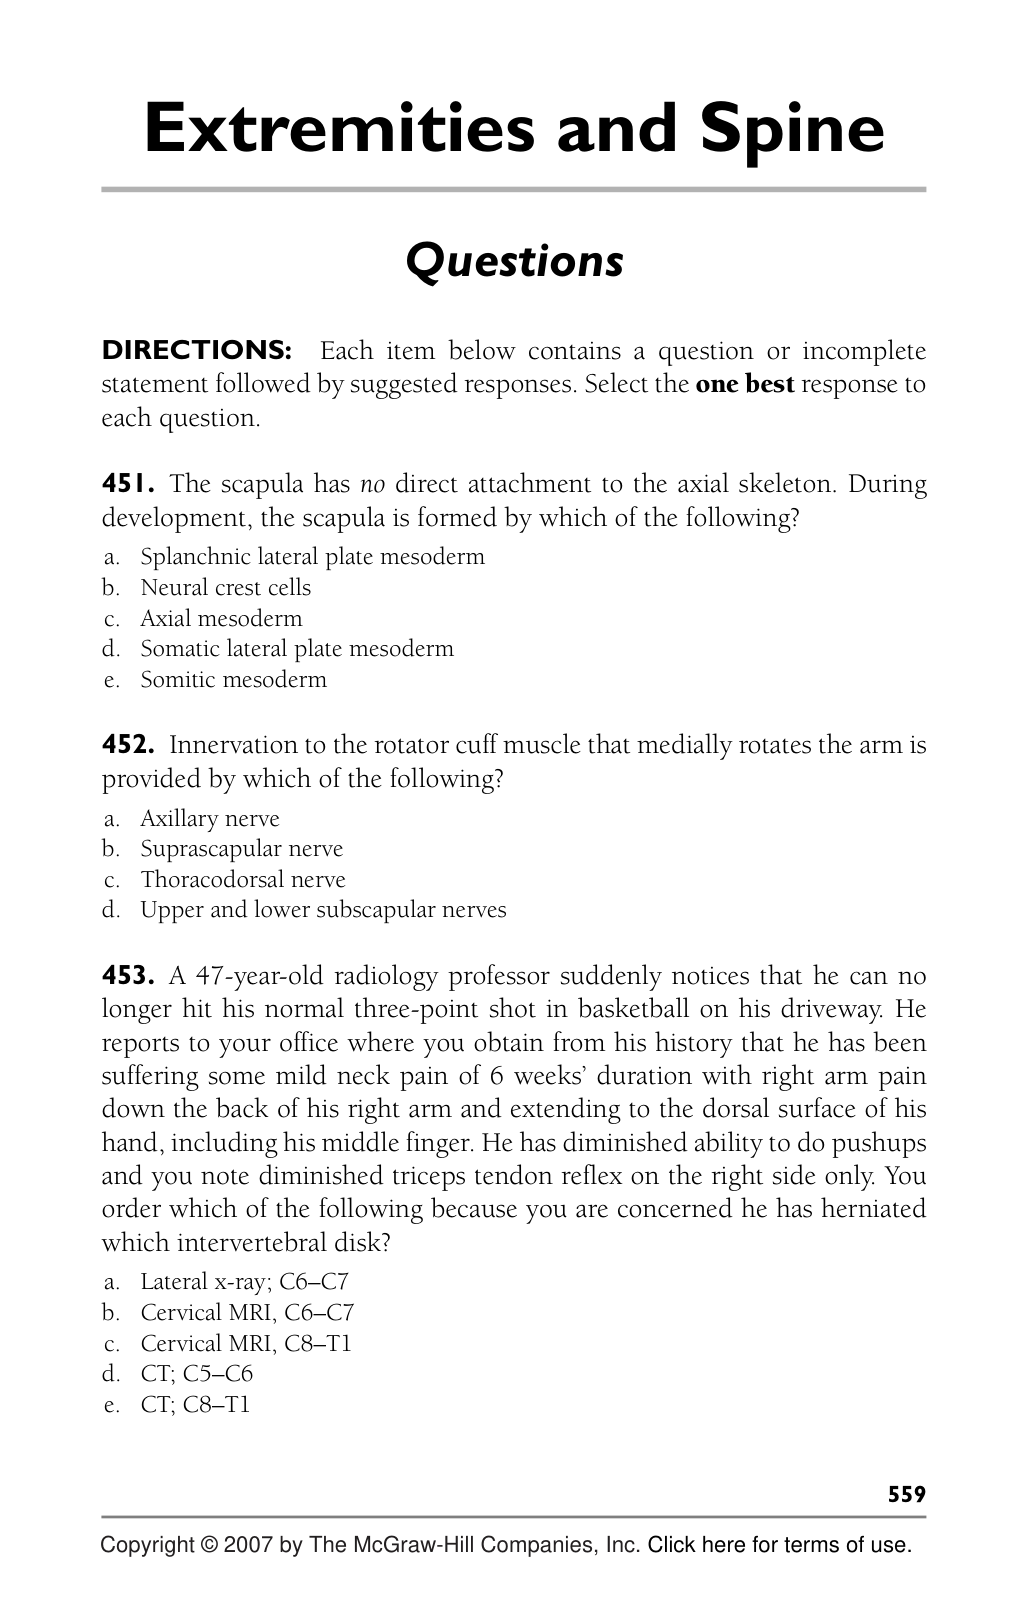 Extremities and Spine
Questions
DIRECTIONS: Each item below contains a question or incomplete
statement followed by suggested responses. Select the one best response to
each question.
451. The scapula has no direct attachment to the axial skeleton. During
development, the scapula is formed by which of the following?
a. Splanchnic lateral plate mesoderm
b. Neural crest cells
c. Axial mesoderm
d. Somatic lateral plate mesoderm
e. Somitic mesoderm
452. Innervation to the rotator cuff muscle that medially rotates the arm is
provided by which of the following?
a. Axillary nerve
b. Suprascapular nerve
c. Thoracodorsal nerve
d. Upper and lower subscapular nerves
453. A 47-year-old radiology professor suddenly notices that he can no
longer hit his normal three-point shot in basketball on his driveway. He
reports to your office where you obtain from his history that he has been
suffering some mild neck pain of 6 weeks’ duration with right arm pain
down the back of his right arm and extending to the dorsal surface of his
hand, including his middle finger. He has diminished ability to do pushups
and you note diminished triceps tendon reflex on the right side only. You
order which of the following because you are concerned he has herniated
which intervertebral disk?
a. Lateral x-ray; C6–C7
b. Cervical MRI, C6–C7
c. Cervical MRI, C8–T1
d. CT; C5–C6
e. CT; C8–T1
559
Copyright © 2007 by The McGraw-Hill Companies, Inc. Click here for terms of use.